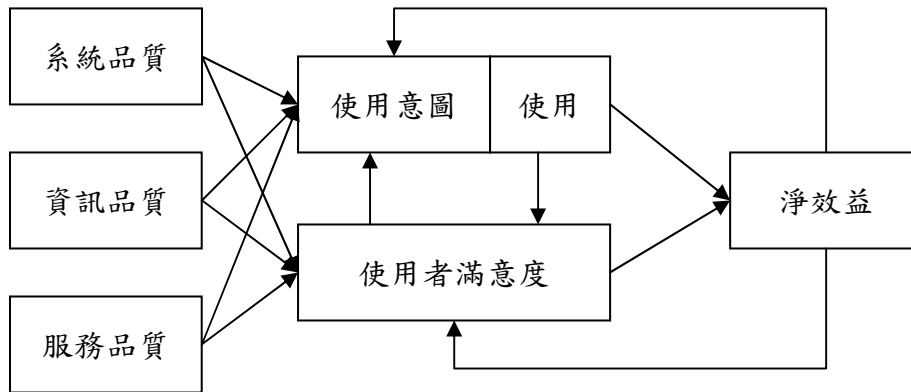 系統品質
使用意圖
使用
資訊品質
淨效益
使用者滿意度
服務品質